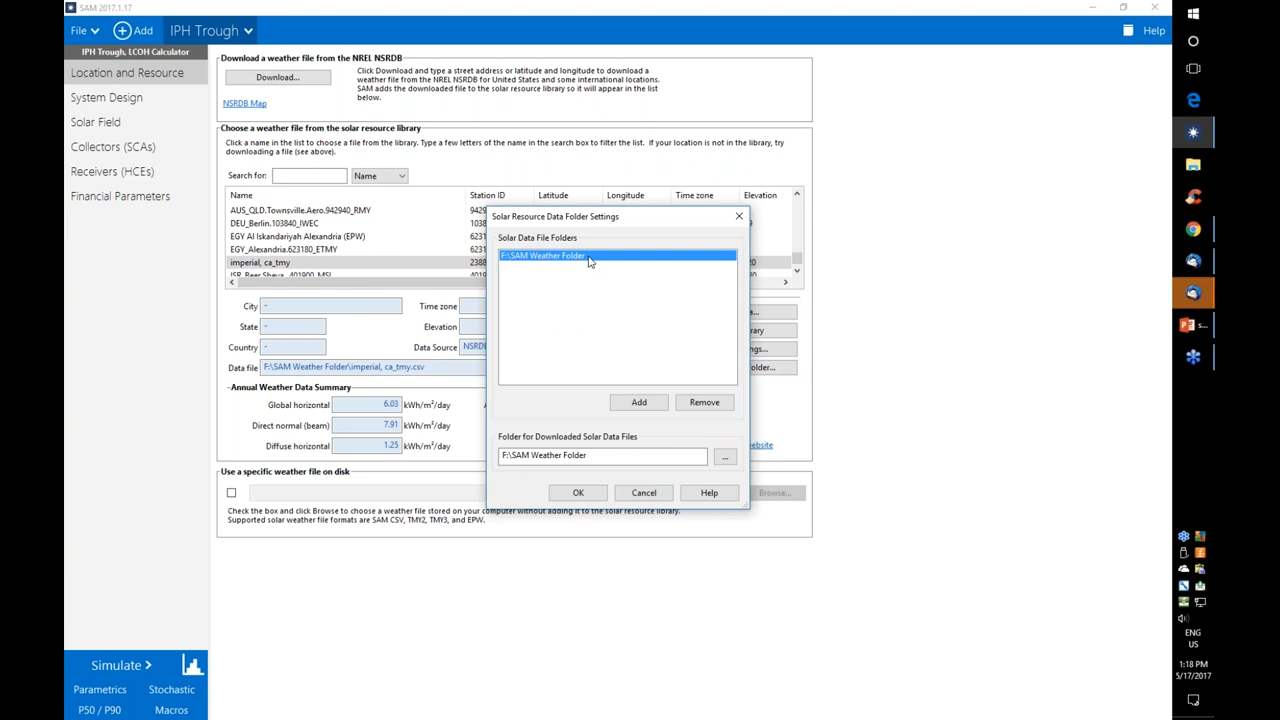 SAM 2017.1.17
File
Add
IPH Trough
Help
IPH Trough, LCOH Calculator
Location and Resource
System Design
Solar Field
Collectors (SCAs)
Receivers (HCEs)
Financial Parameters
Download a weather file from the NREL NSRDB
Download...
Click Download and type a street address or latitude and longitude to download a
weather file from the NREL NSRDB for United States and some international locations.
SAM adds the downloaded file to the solar resource library so it will appear in the list
below.
NSRDB Map
Choose a weather file from the solar resource library
Click a name in the list to choose a file from the library. Type a few letters of the name in the search box to filter the list. If your location is not in the library, try
downloading a file (see above).
Search for:
Name
Name Station ID Latitude Longitude Time zone Elevation
AUS_QLD.Townsville.Aero.942940_RMY 942
DEU_Berlin.103840_IWEC 103
EGY Al Iskandariyah Alexandria (EPW)
EGY_Alexandria.623180_ETMY 623
imperial, ca_tmy 2388
ISR_Beer.Sheva..401900_MSI
City -
Time zone
State -
Elevation
Country -
Data Source NSRDB
Data file F:\SAM Weather Folder\imperial, ca_tmy.csv
Annual Weather Data Summary
Global horizontal 6.03 kWh/m²/day
Direct normal (beam) 7.91 kWh/m²/day
Diffuse horizontal 1.25 kWh/m²/day
Use a specific weather file on disk
Browse...
Check the box and click Browse to choose a weather file stored on your computer without adding it to the solar resource library.
Supported solar weather file formats are SAM CSV, TMY2, TMY3, and EPW.
Solar Resource Data Folder Settings
Solar Data File Folders
F:\SAM Weather Folder
Add
Remove
Folder for Downloaded Solar Data Files
F:\SAM Weather Folder
...
OK
Cancel
Help
Simulate >
Parametrics
Stochastic
P50 / P90
Macros
ENG
US
1:18 PM
5/17/2017